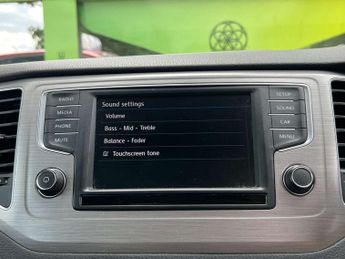 RADIO
MEDIA
PHONE
MUTE
Sound settings
Volume
Bass - Mid - Treble
Balance - Fader
Touchscreen tone
SETUP
SOUND
CAR
MENU